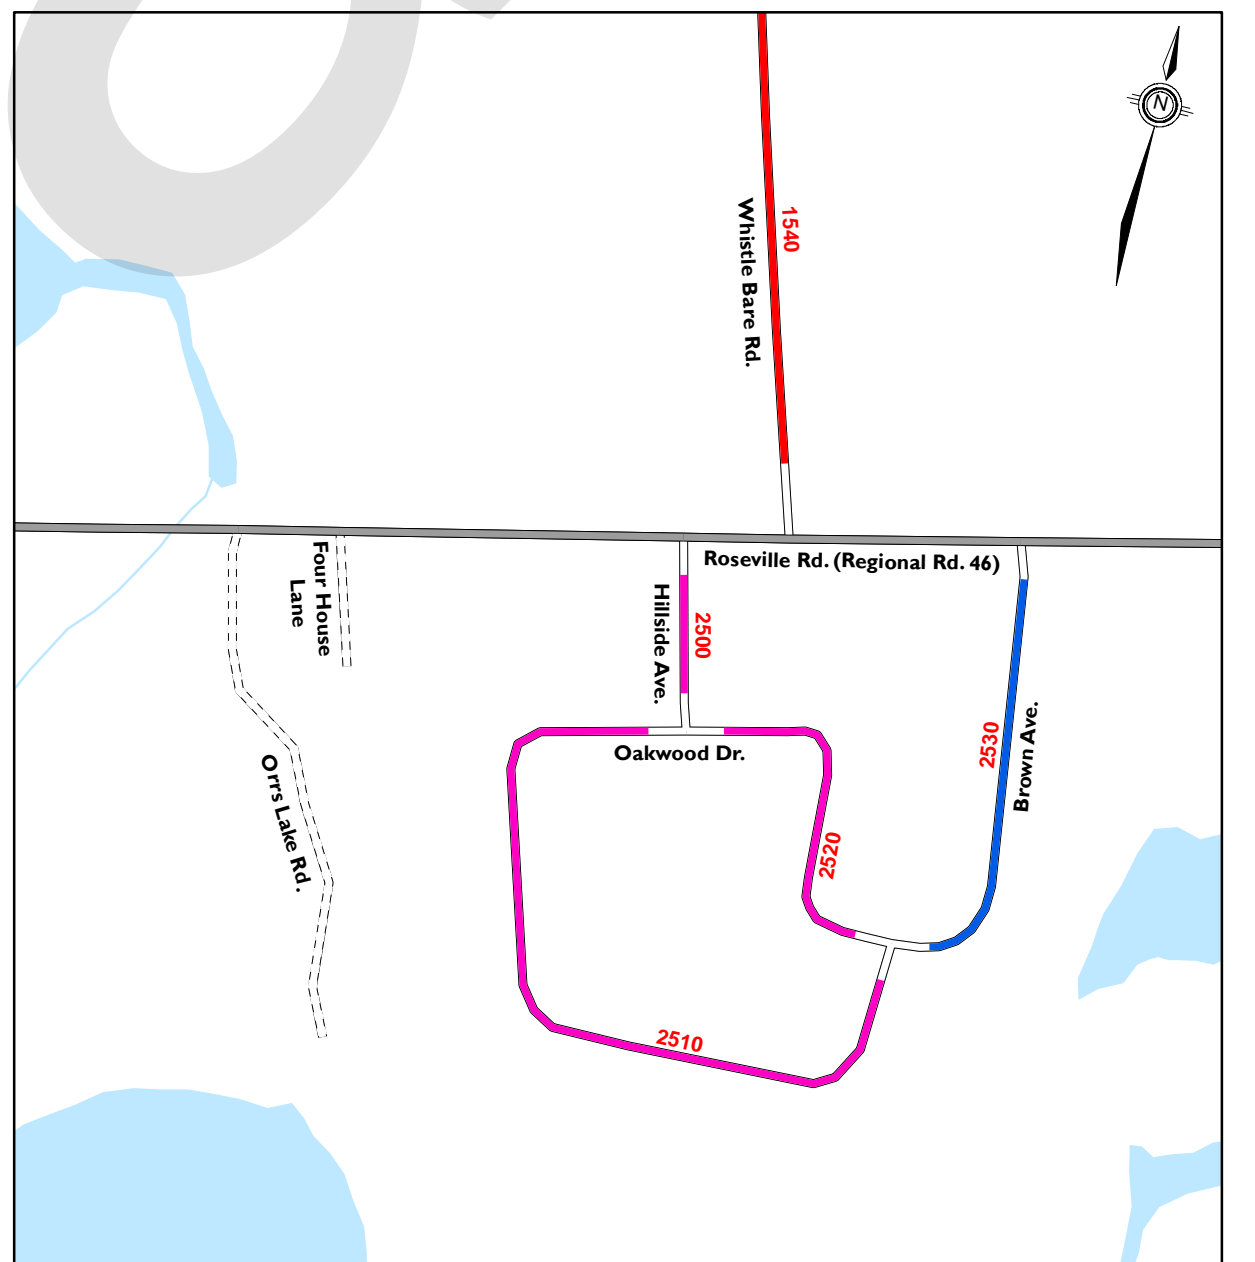 N
1540
Whistle Bare Rd.
Roseville Rd. (Regional Rd. 46)
Four House
Lane
Hillside Ave.
2500
2530
Brown Ave.
Oakwood Dr.
Orrs Lake Rd.
2520
2510